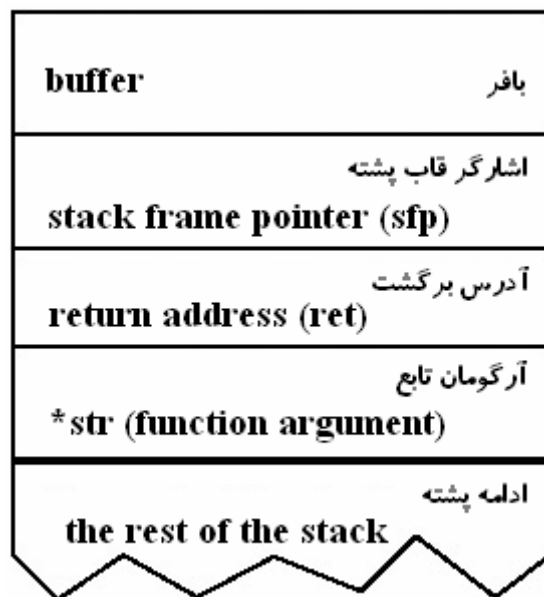 buffer بافر
اشارگر قاب پشته
stack frame pointer (sfp)
آدرس برگشت
return address (ret)
آرگومان تابع
*str (function argument)
ادامه پشته
the rest of the stack